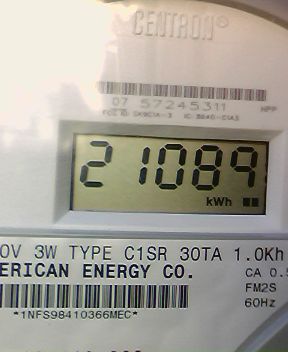 CENTRON®
07 57245311 HPP
21089
kWh
0V 3W TYPE C1SR 30TA 1.0Kh
ERICAN ENERGY CO.
CA 0.5
FM2S
60Hz
*1NFS98410366MEC*